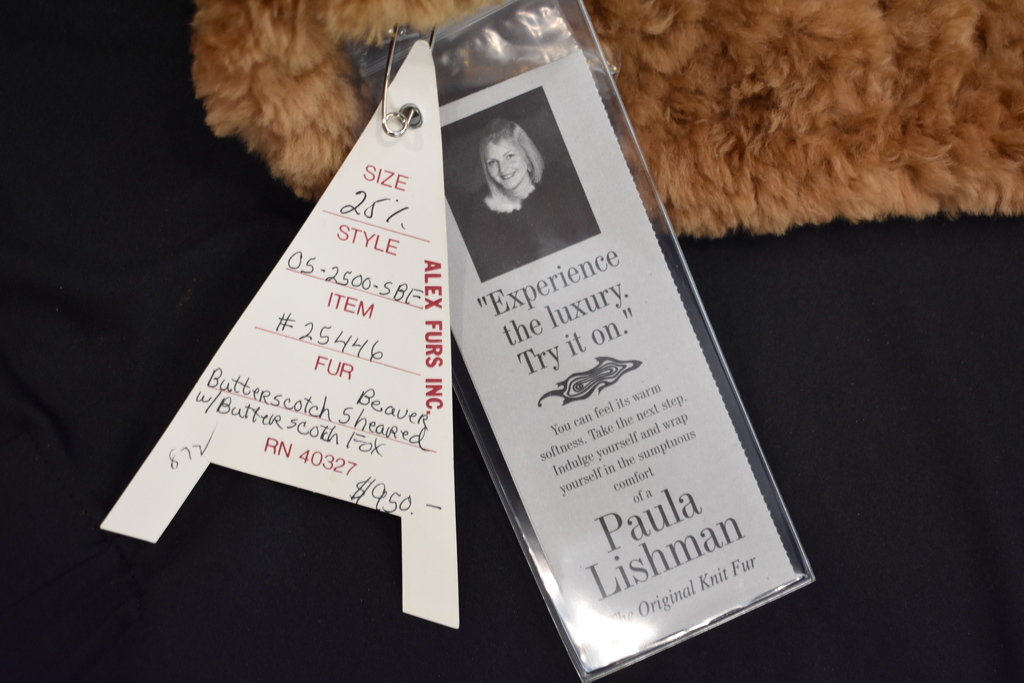 SIZE
25½
STYLE
05-2500-SBE
ITEM
#25446
FUR
Beaver
Butterscotch Sheared
w/Butterscoth Fox
RN 40327
$950.-
ALEX FURS INC.
"Experience
the luxury.
Try it on."
You can feel its warm
softness. Take the next step.
Indulge yourself and wrap
yourself in the sumptuous
comfort
of a
Paula
Lishman
The Original Knit Fur